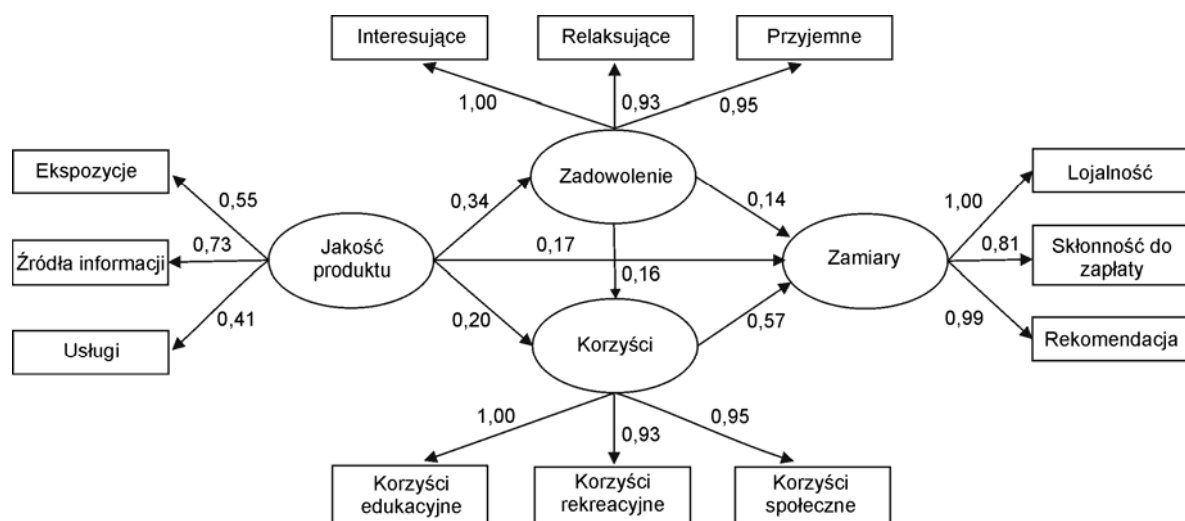 Interesujące
Relaksujące
Przyjemne
1,00
0,93
0,95
Ekspozycje
Zadowolenie
Lojalność
0,55
0,34
0,14
1,00
Źródła informacji
0,73
Jakość
produktu
0,17
Zamiary
0,81
Skłonność do
zapłaty
0,16
Usługi
0,41
0,20
Korzyści
0,57
0,99
Rekomendacja
1,00
0,93
0,95
Korzyści
edukacyjne
Korzyści
rekreacyjne
Korzyści
społeczne